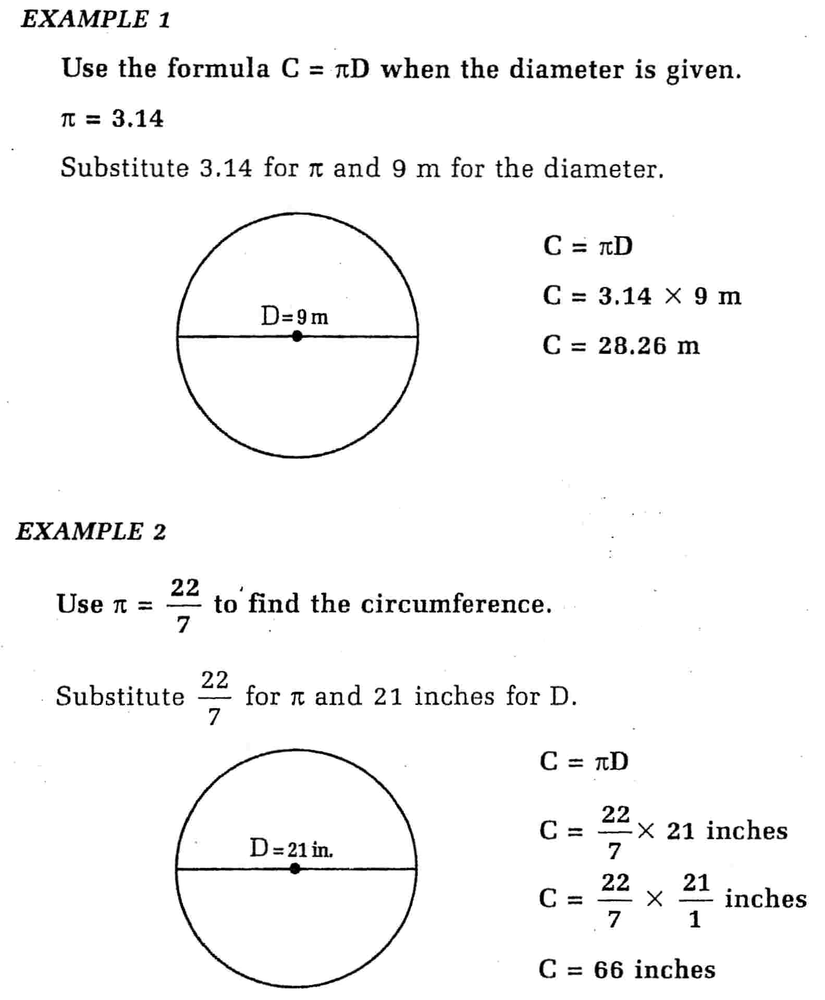 EXAMPLE 1
Use the formula C = πD when the diameter is given.
π = 3.14
Substitute 3.14 for π and 9 m for the diameter.
D=9m
C = πD
C = 3.14 × 9 m
C = 28.26 m
EXAMPLE 2
Use π = 22/7 to find the circumference.
Substitute 22/7 for π and 21 inches for D.
D=21in.
C = πD
C = 22/7 × 21 inches
C = 22/7 × 21/1 inches
C = 66 inches